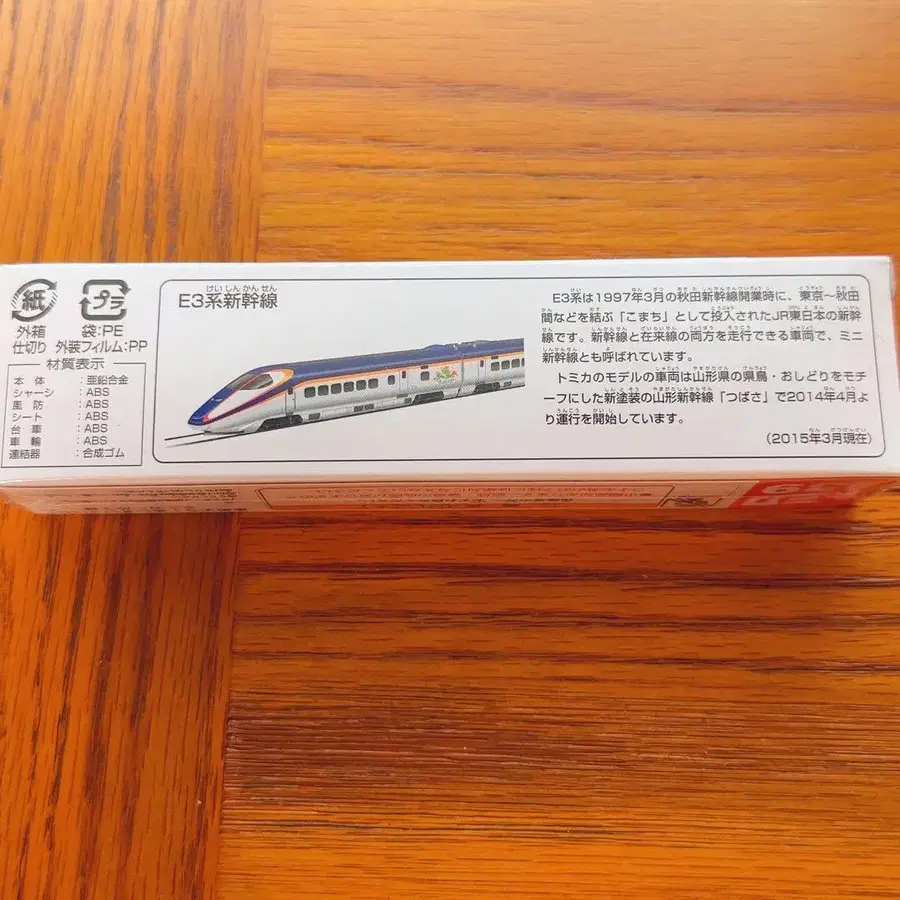 紙
プラ
外箱 袋:PE
仕切り 外装フィルム:PP
材質表示
本体:亜鉛合金
シャーシ:ABS
風防:ABS
シート:ABS
台車:ABS
車輪:ABS
連結器:合成ゴム
けいしんかんせん
E3系新幹線
E3系は1997年3月の秋田新幹線開業時に、東京〜秋田
間などを結ぶ「こまち」として投入されたJR東日本の新幹
線です。新幹線と在来線の両方を走行できる車両で、ミニ
新幹線とも呼ばれています。
トミカのモデルの車両は山形県の県鳥・おしどりをモチ
ーフにした新塗装の山形新幹線「つばさ」で2014年4月よ
り運行を開始しています。
(2015年3月現在)